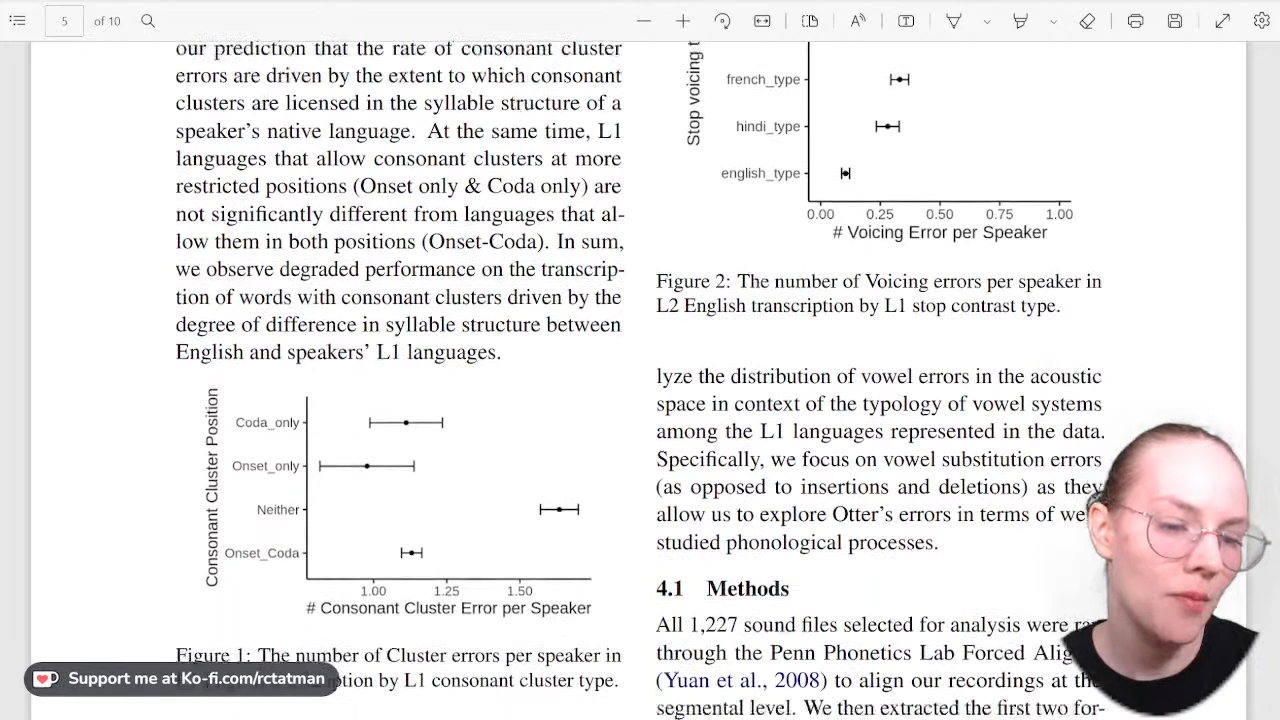 5 of 10
our prediction that the rate of consonant cluster
errors are driven by the extent to which consonant
clusters are licensed in the syllable structure of a
speaker's native language. At the same time, L1
languages that allow consonant clusters at more
restricted positions (Onset only & Coda only) are
not significantly different from languages that al-
low them in both positions (Onset-Coda). In sum,
we observe degraded performance on the transcrip-
tion of words with consonant clusters driven by the
degree of difference in syllable structure between
English and speakers' L1 languages.
Consonant Cluster Position
Coda_only
Onset_only
Neither
Onset_Coda
1.00 1.25 1.50
# Consonant Cluster Error per Speaker
Figure 1: The number of Cluster errors per speaker in
ption by L1 consonant cluster type.
Support me at Ko-fi.com/rctatman
Stop voicing t
french_type
hindi_type
english_type
0.00 0.25 0.50 0.75 1.00
# Voicing Error per Speaker
Figure 2: The number of Voicing errors per speaker in
L2 English transcription by L1 stop contrast type.
lyze the distribution of vowel errors in the acoustic
space in context of the typology of vowel systems
among the L1 languages represented in the data.
Specifically, we focus on vowel substitution errors
(as opposed to insertions and deletions) as they
allow us to explore Otter's errors in terms of we
studied phonological processes.
4.1 Methods
All 1,227 sound files selected for analysis were ra
through the Penn Phonetics Lab Forced Alig
(Yuan et al., 2008) to align our recordings at th
segmental level. We then extracted the first two for-